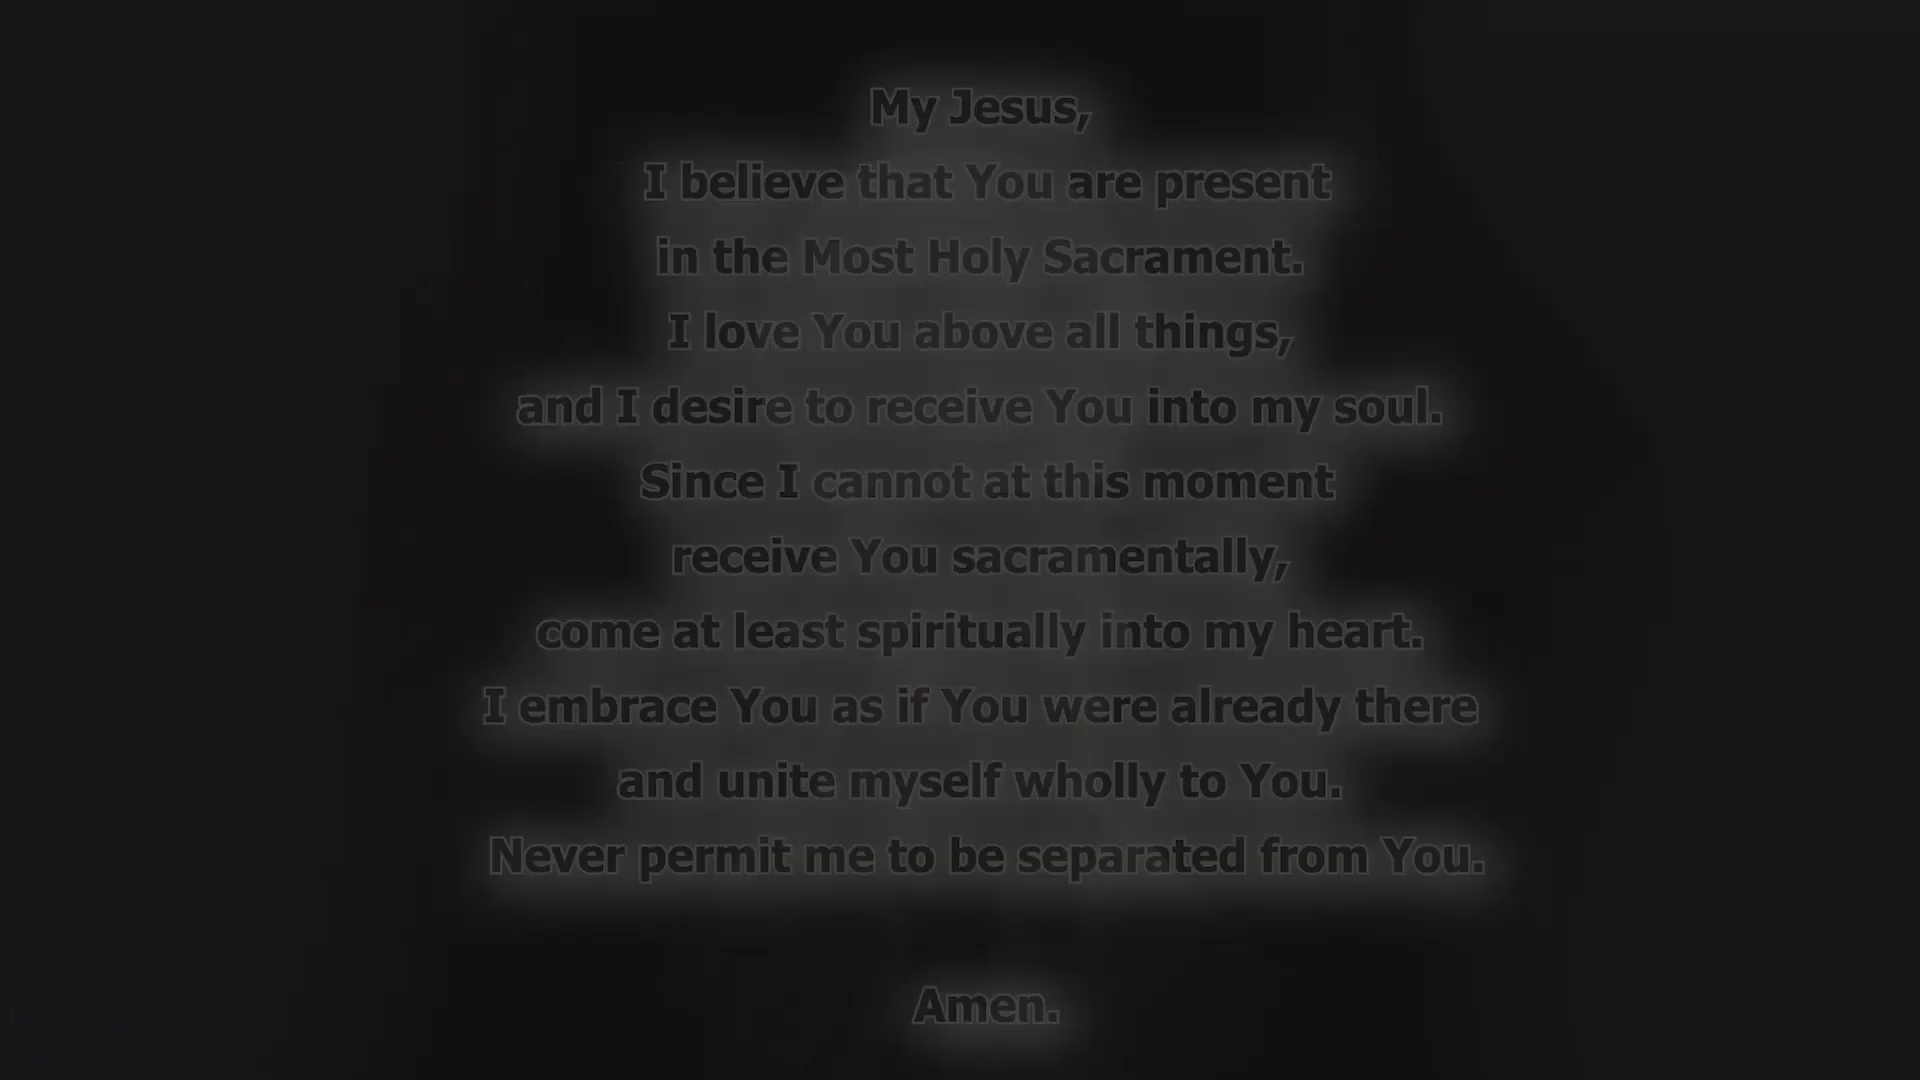 My Jesus,
I believe that You are present
in the Most Holy Sacrament.
I love You above all things,
and I desire to receive You into my soul.
Since I cannot at this moment
receive You sacramentally,
come at least spiritually into my heart.
I embrace You as if You were already there
and unite myself wholly to You.
Never permit me to be separated from You.
Amen.